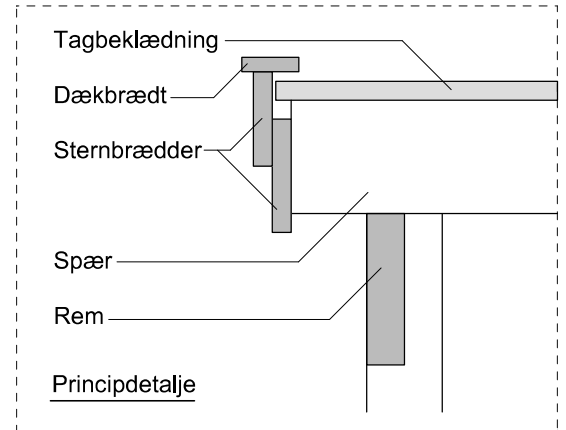 Tagbeklædning
Dækbrædt
Sternbrædder
Spær
Rem
Principdetalje